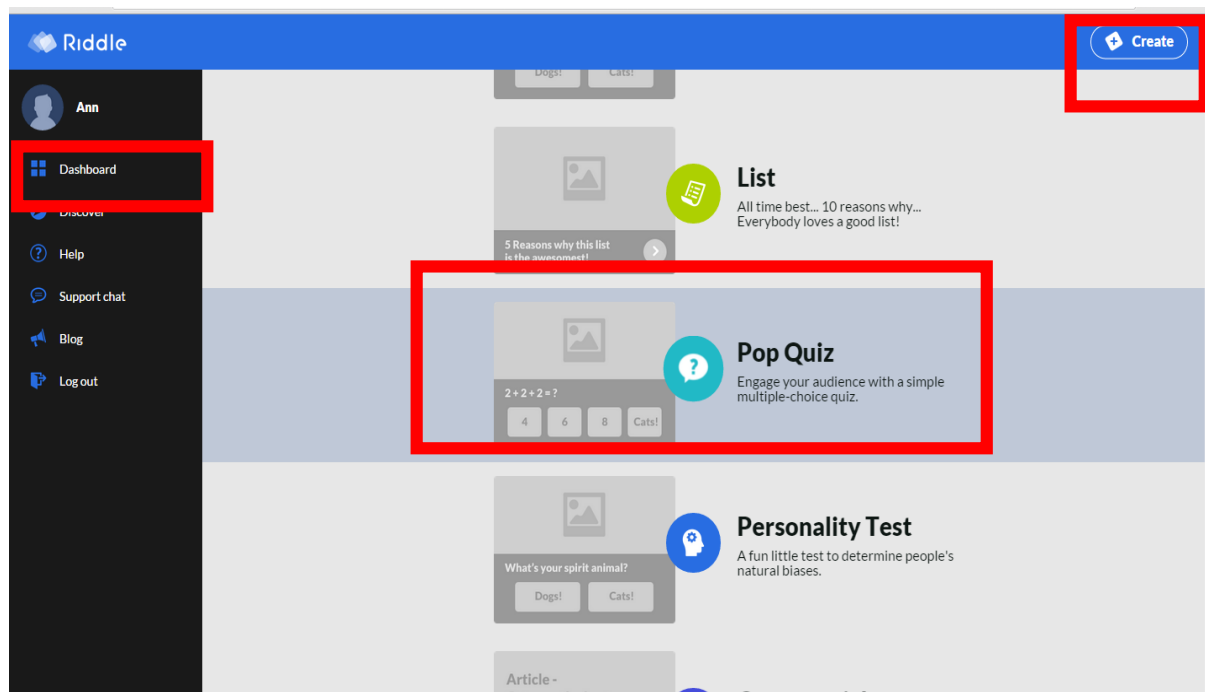 Riddle
Create
Ann
Dashboard
Discover
Help
Support chat
Blog
Log out
Dogs! Cats!
5 Reasons why this list
is the awesomest!
List
All time best... 10 reasons why...
Everybody loves a good list!
2 + 2 + 2 = ?
4 6 8 Cats!
Pop Quiz
Engage your audience with a simple
multiple-choice quiz.
What's your spirit animal?
Dogs! Cats!
Personality Test
A fun little test to determine people's
natural biases.
Article -